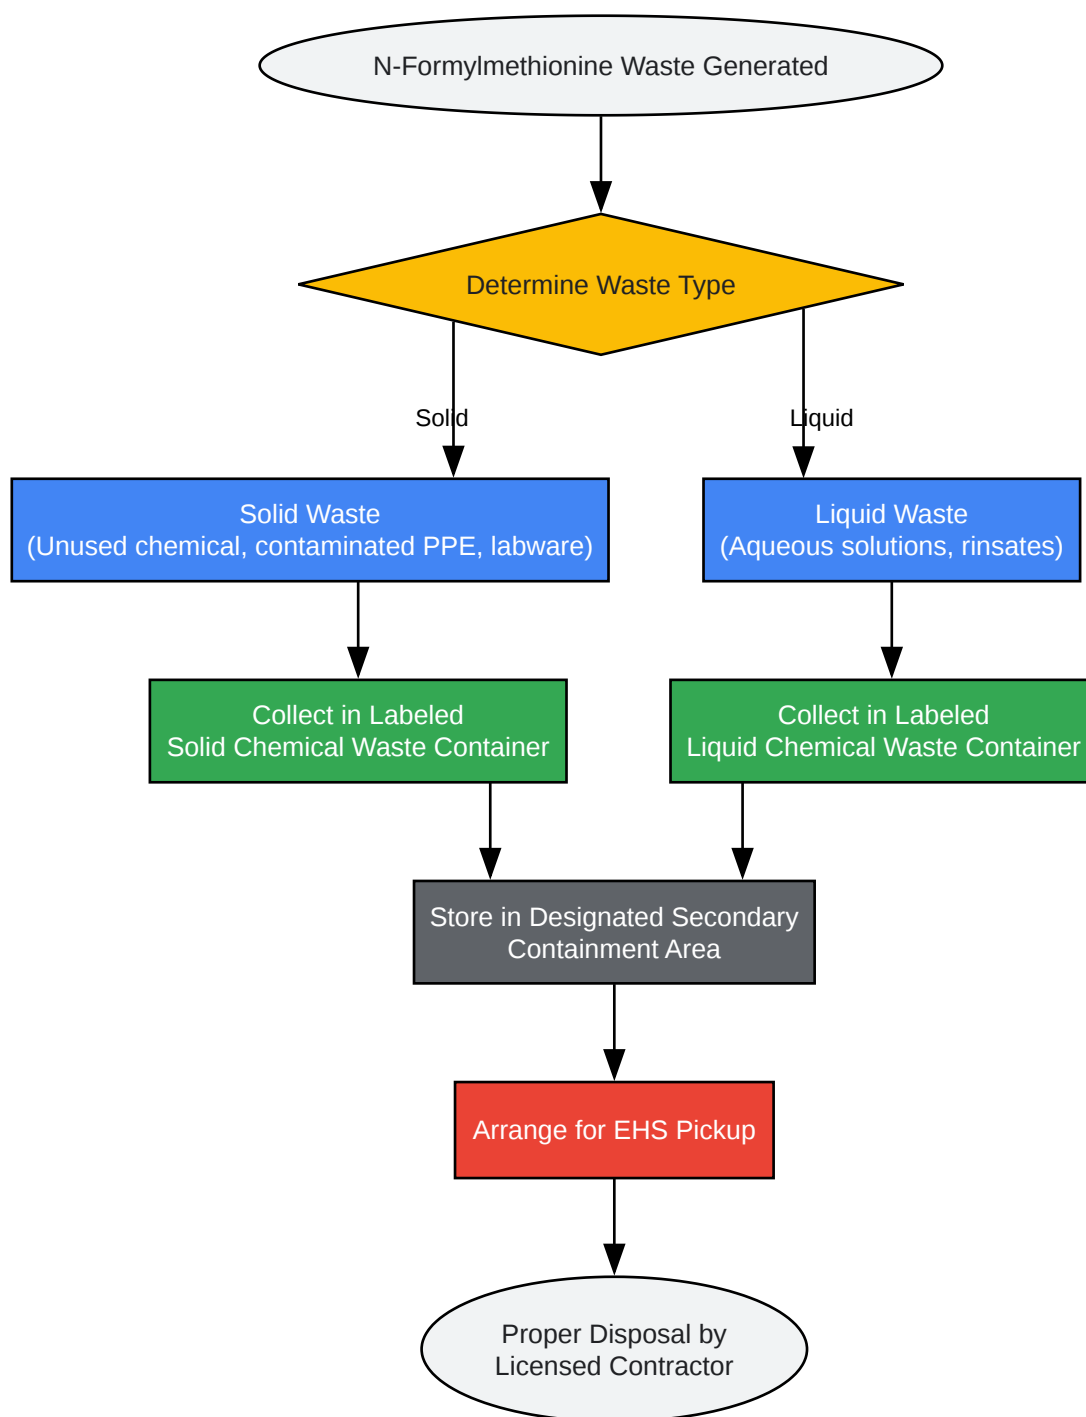 N-Formylmethionine Waste Generated
Determine Waste Type
Solid
Liquid
Solid Waste
(Unused chemical, contaminated PPE, labware)
Liquid Waste
(Aqueous solutions, rinsates)
Collect in Labeled
Solid Chemical Waste Container
Collect in Labeled
Liquid Chemical Waste Container
Store in Designated Secondary
Containment Area
Arrange for EHS Pickup
Proper Disposal by
Licensed Contractor